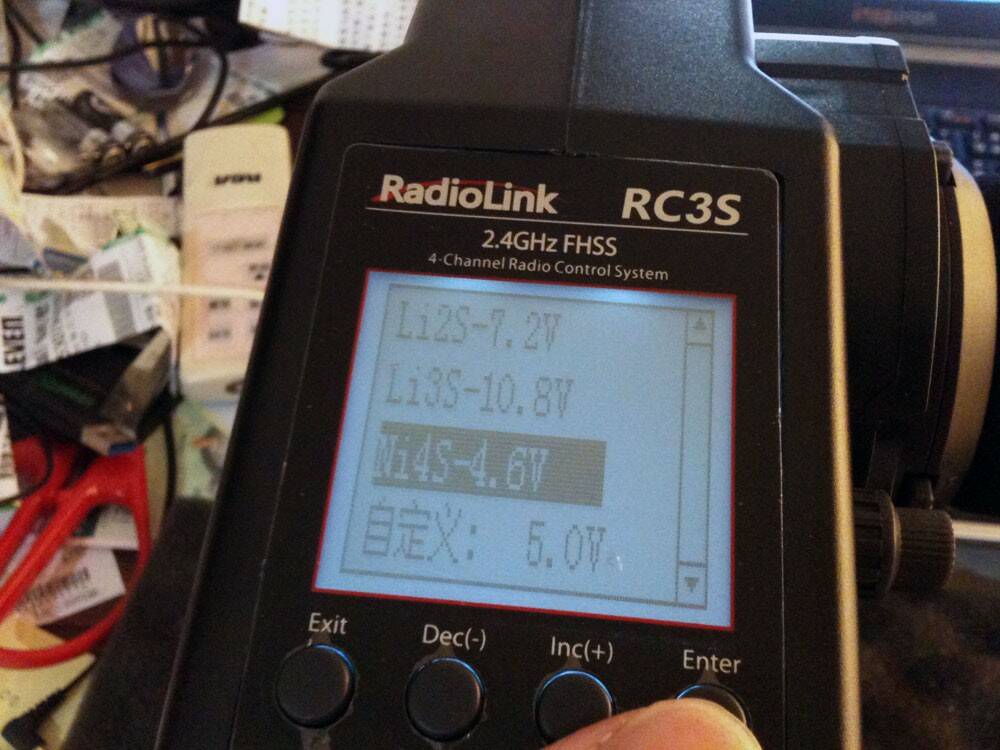 RadioLink RC3S
2.4GHz FHSS
4-Channel Radio Control System
Li2S-7.2V
Li3S-10.8V
Ni4S-4.6V
自定义: 5.0V
Exit Dec(-) Inc(+) Enter
EVEN